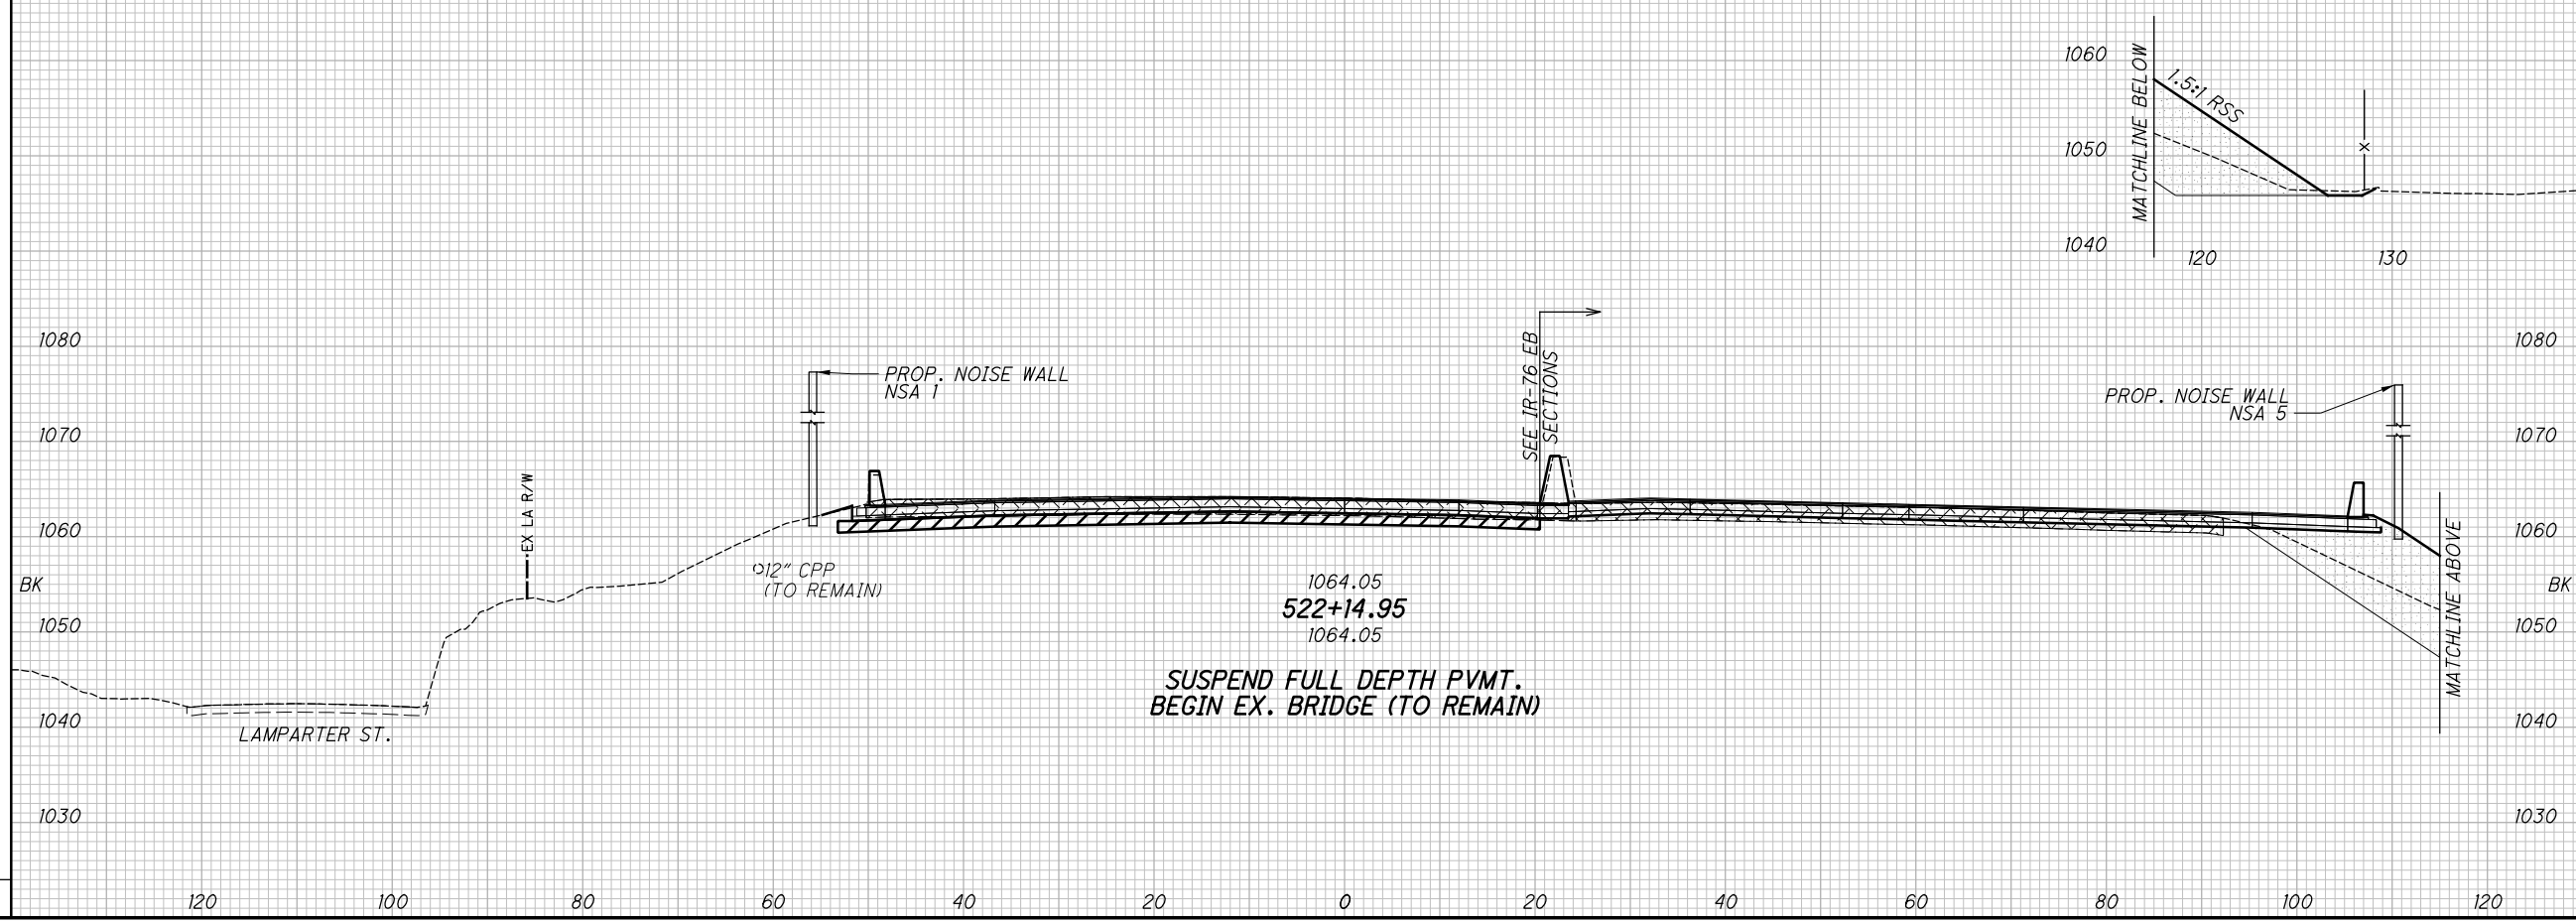 1060
1050
1040
MATCHLINE BELOW
1.5:1 RSS
X
120
130
1080
1070
1060
BK
1050
1040
1030
PROP. NOISE WALL
NSA 1
EX LA R/W
12" CPP
(TO REMAIN)
LAMPARTER ST.
SEE IR-76 EB
SECTIONS
1064.05
522+14.95
1064.05
SUSPEND FULL DEPTH PVMT.
BEGIN EX. BRIDGE (TO REMAIN)
PROP. NOISE WALL
NSA 5
MATCHLINE ABOVE
1080
1070
1060
BK
1050
1040
1030
120 100 80 60 40 20 0 20 40 60 80 100 120